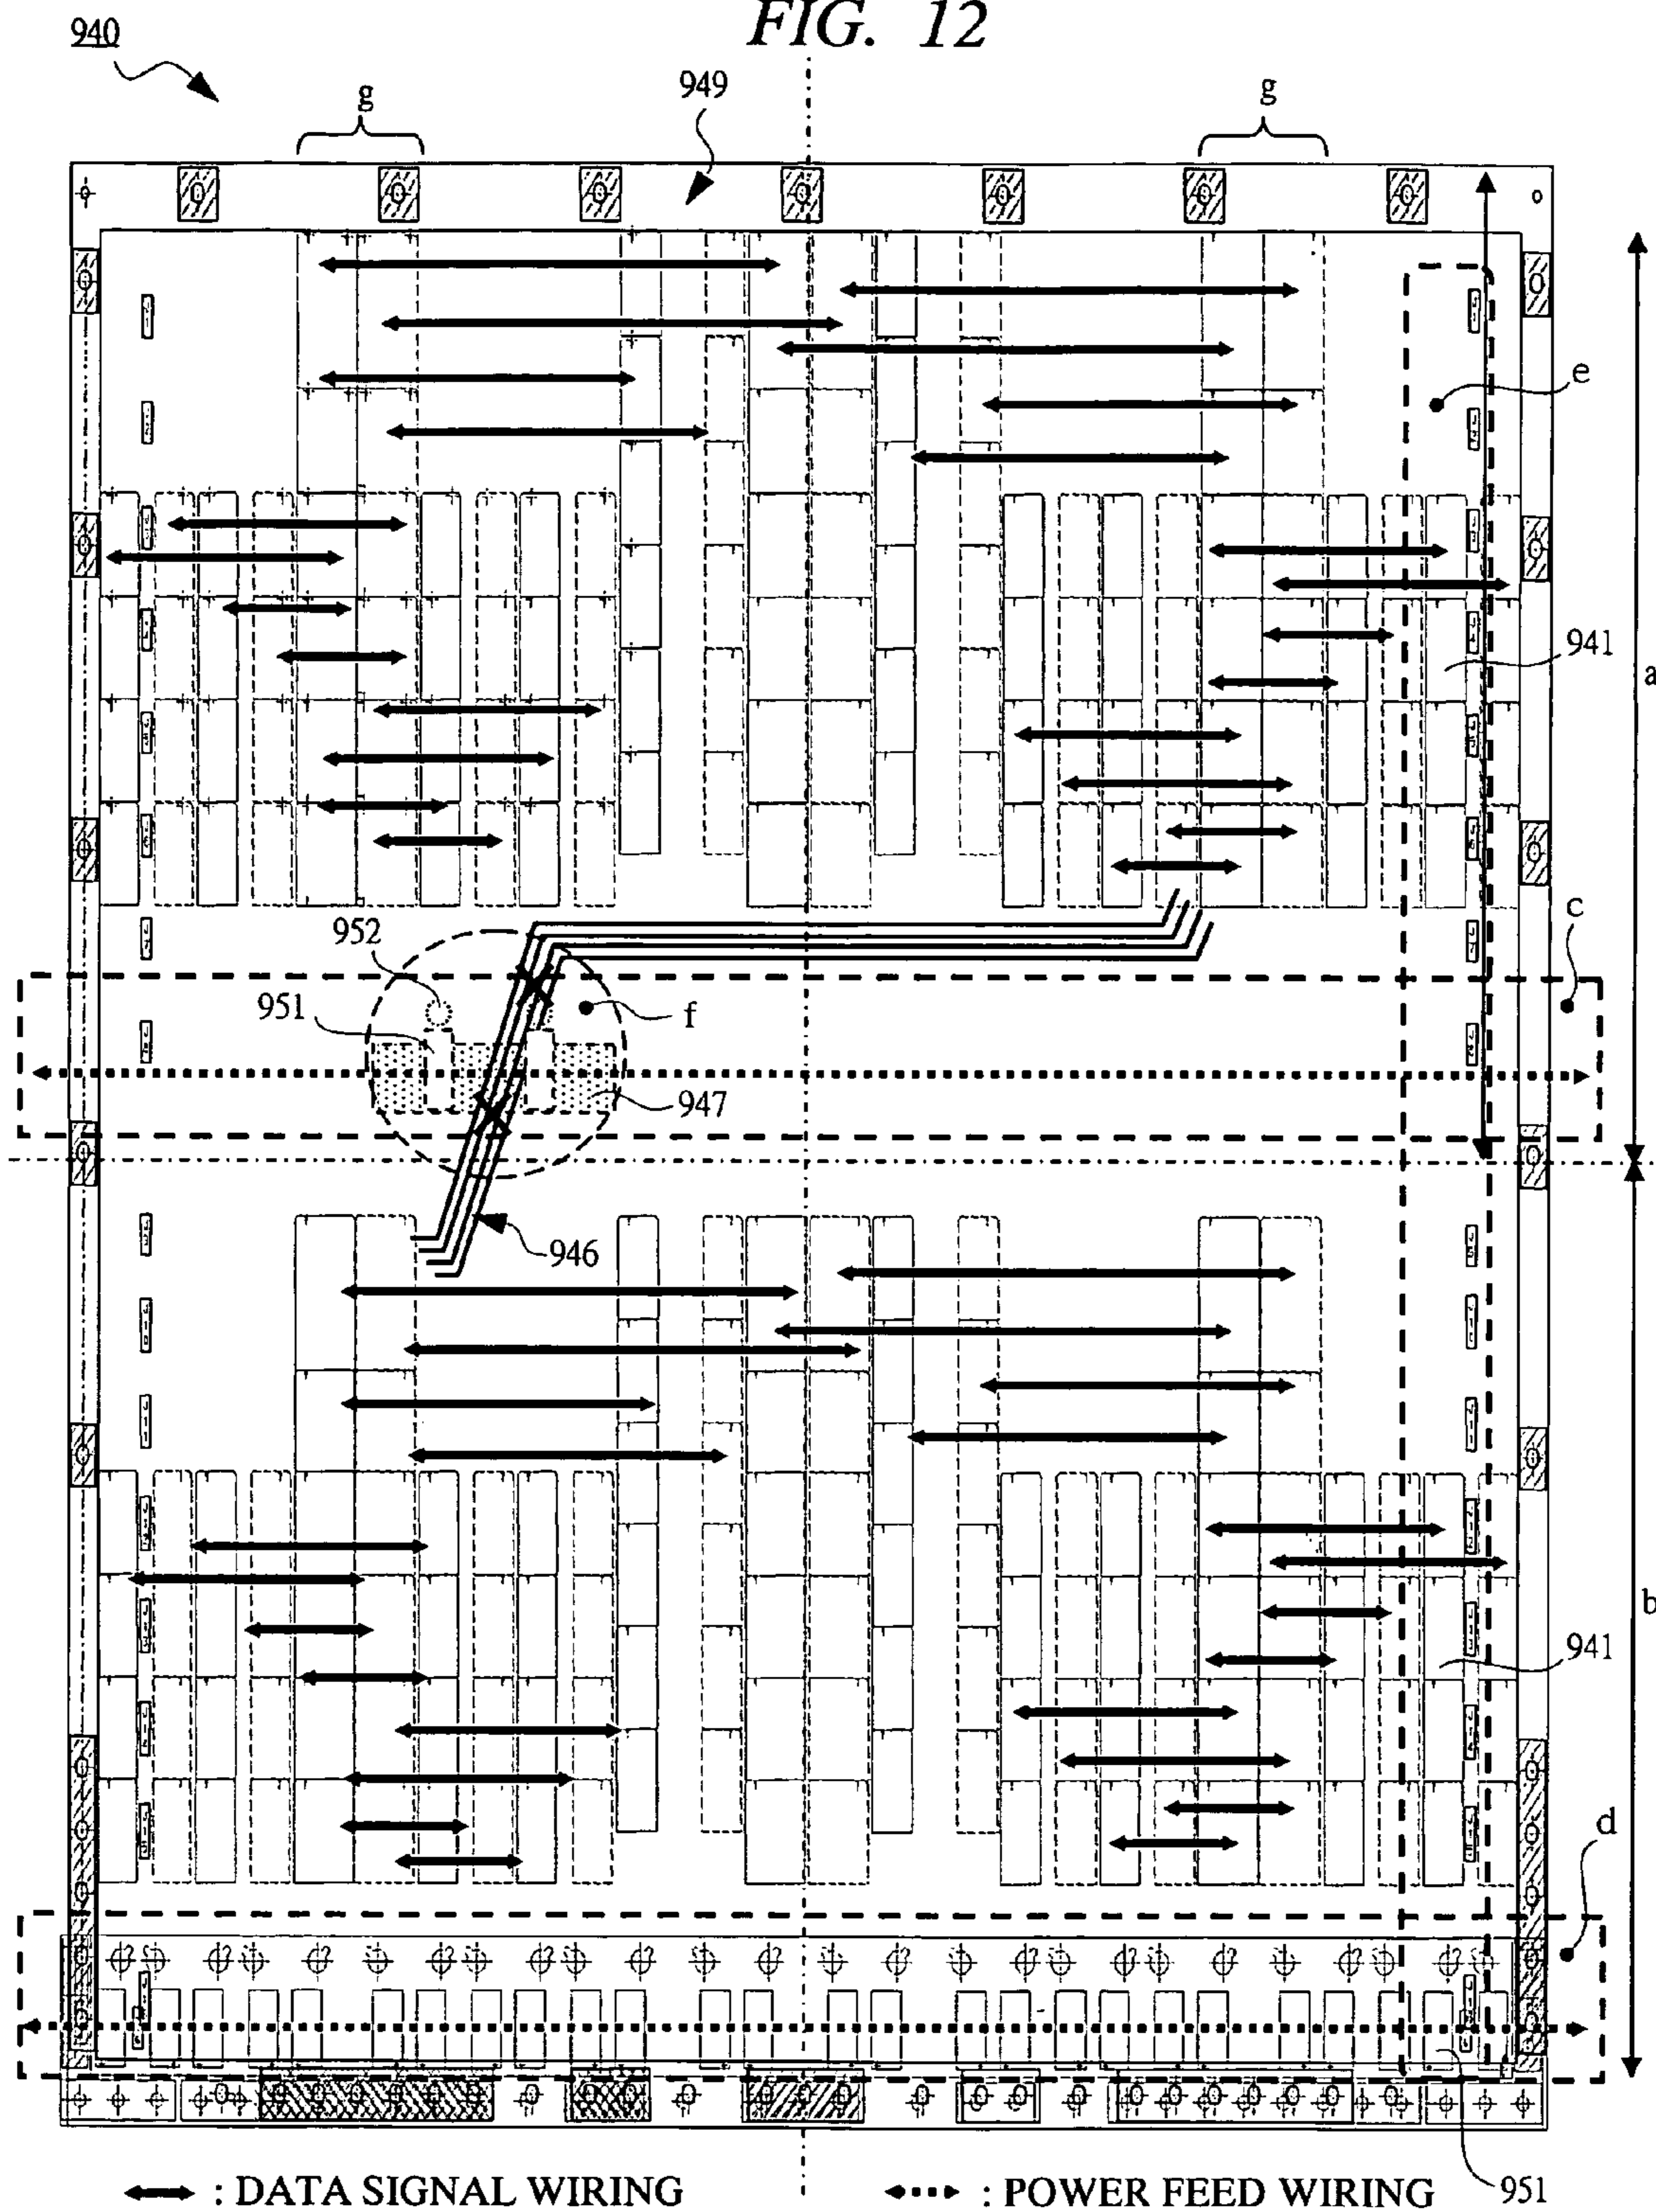 FIG. 12
940
g
949
g
e
941
a
c
952
951
f
947
946
b
941
d
: DATA SIGNAL WIRING
: POWER FEED WIRING
951